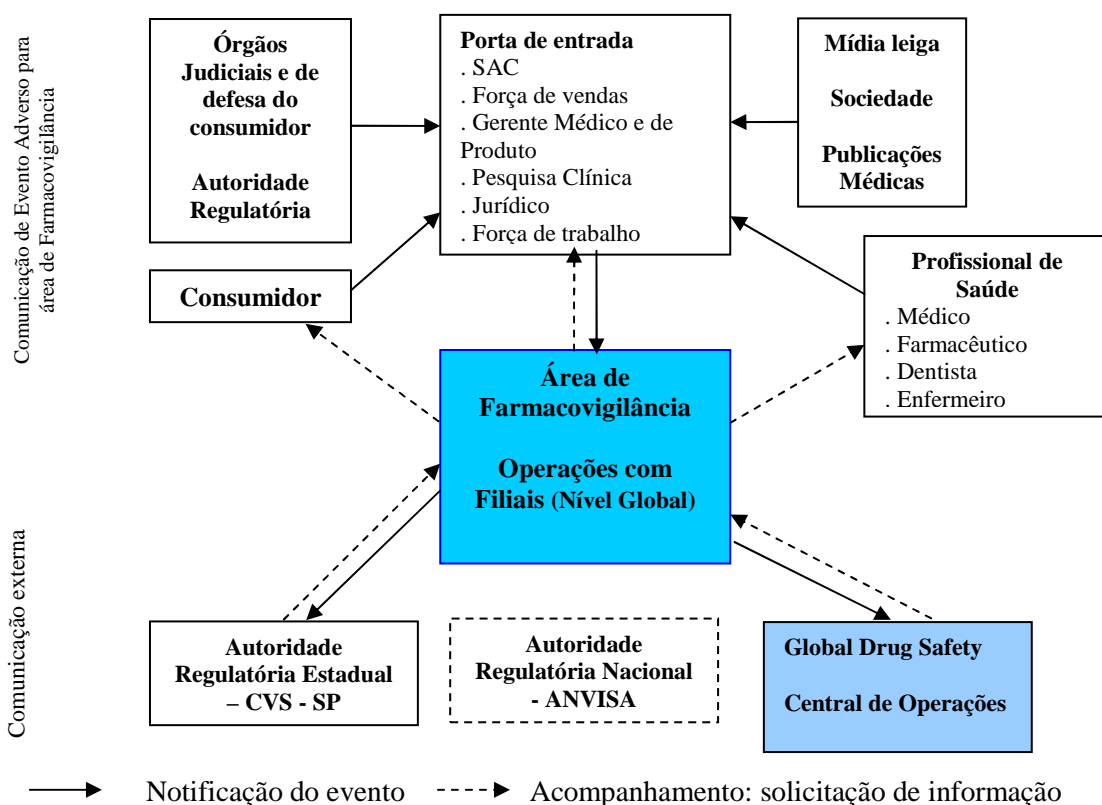 Comunicação de Evento Adverso para
área de Farmacovigilância
Órgãos
Judiciais e de
defesa do
consumidor
Autoridade
Regulatória
Porta de entrada
. SAC
. Força de vendas
. Gerente Médico e de
Produto
. Pesquisa Clínica
. Jurídico
. Força de trabalho
Mídia leiga
Sociedade
Publicações
Médicas
Consumidor
Profissional de
Saúde
. Médico
. Farmacêutico
. Dentista
. Enfermeiro
Área de
Farmacovigilância
Operações com
Filiais (Nível Global)
Comunicação externa
Autoridade
Regulatória Estadual
– CVS - SP
Autoridade
Regulatória Nacional
- ANVISA
Global Drug Safety
Central de Operações
Notificação do evento
Acompanhamento: solicitação de informação